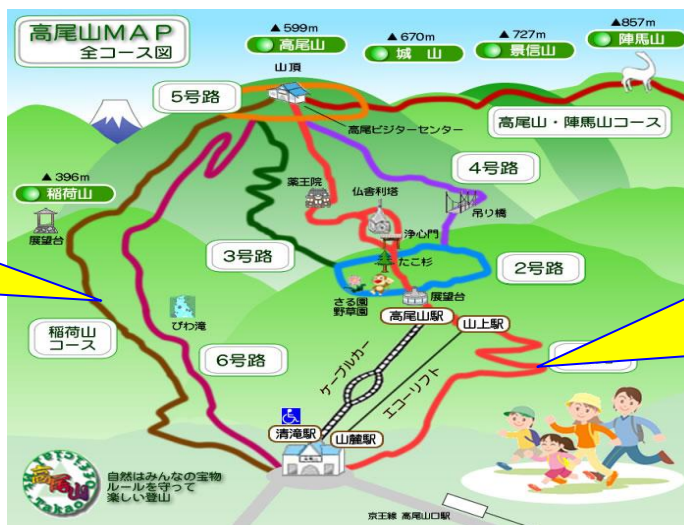 高尾山MAP
全コース図
▲599m
高尾山
山頂
▲670m
城山
▲727m
景信山
▲857m
陣馬山
5号路
高尾ビジターセンター
高尾山・陣馬山コース
▲396m
稲荷山
展望台
薬王院
仏舎利塔
4号路
吊り橋
浄心門
3号路
たこ杉
2号路
さる園
野草園
展望台
びわ滝
高尾山駅
山上駅
稲荷山
コース
6号路
ケーブルカー
エコーリフト
清滝駅
山麓駅
高尾山
自然はみんなの宝物
ルールを守って
楽しい登山
京王線 高尾山口駅